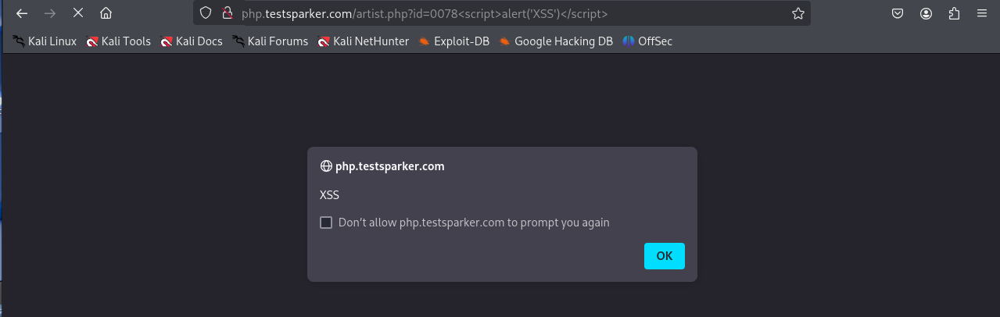 php.testsparker.com/artist.php?id=0078<script>alert('XSS')</script>
Kali Linux Kali Tools Kali Docs Kali Forums Kali NetHunter Exploit-DB Google Hacking DB OffSec
php.testsparker.com
XSS
Don’t allow php.testsparker.com to prompt you again
OK